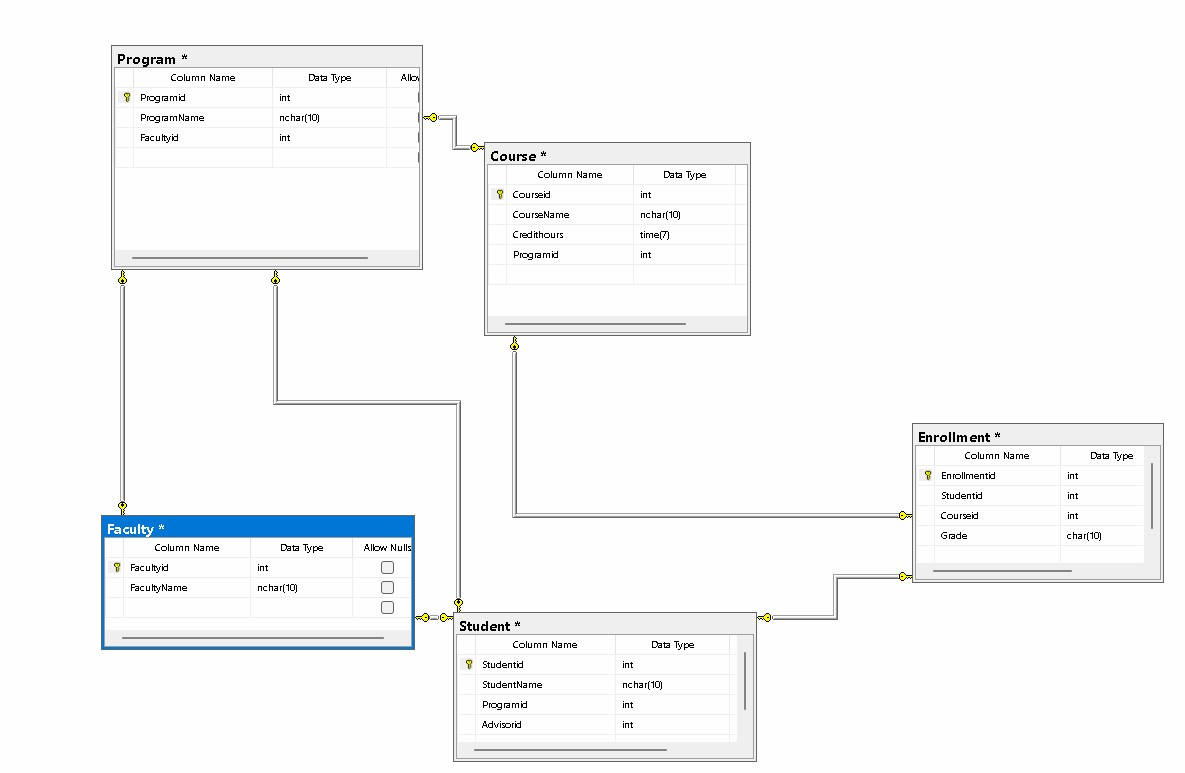 Program *
Column Name Data Type Allo
Programid int
ProgramName nchar(10)
Facultyid int
Course *
Column Name Data Type
Courseid int
CourseName nchar(10)
Credithours time(7)
Programid int
Enrollment *
Column Name Data Type
Enrollmentid int
Studentid int
Courseid int
Grade char(10)
Faculty *
Column Name Data Type Allow Nulls
Facultyid int
FacultyName nchar(10)
Student *
Column Name Data Type
Studentid int
StudentName nchar(10)
Programid int
Advisorid int